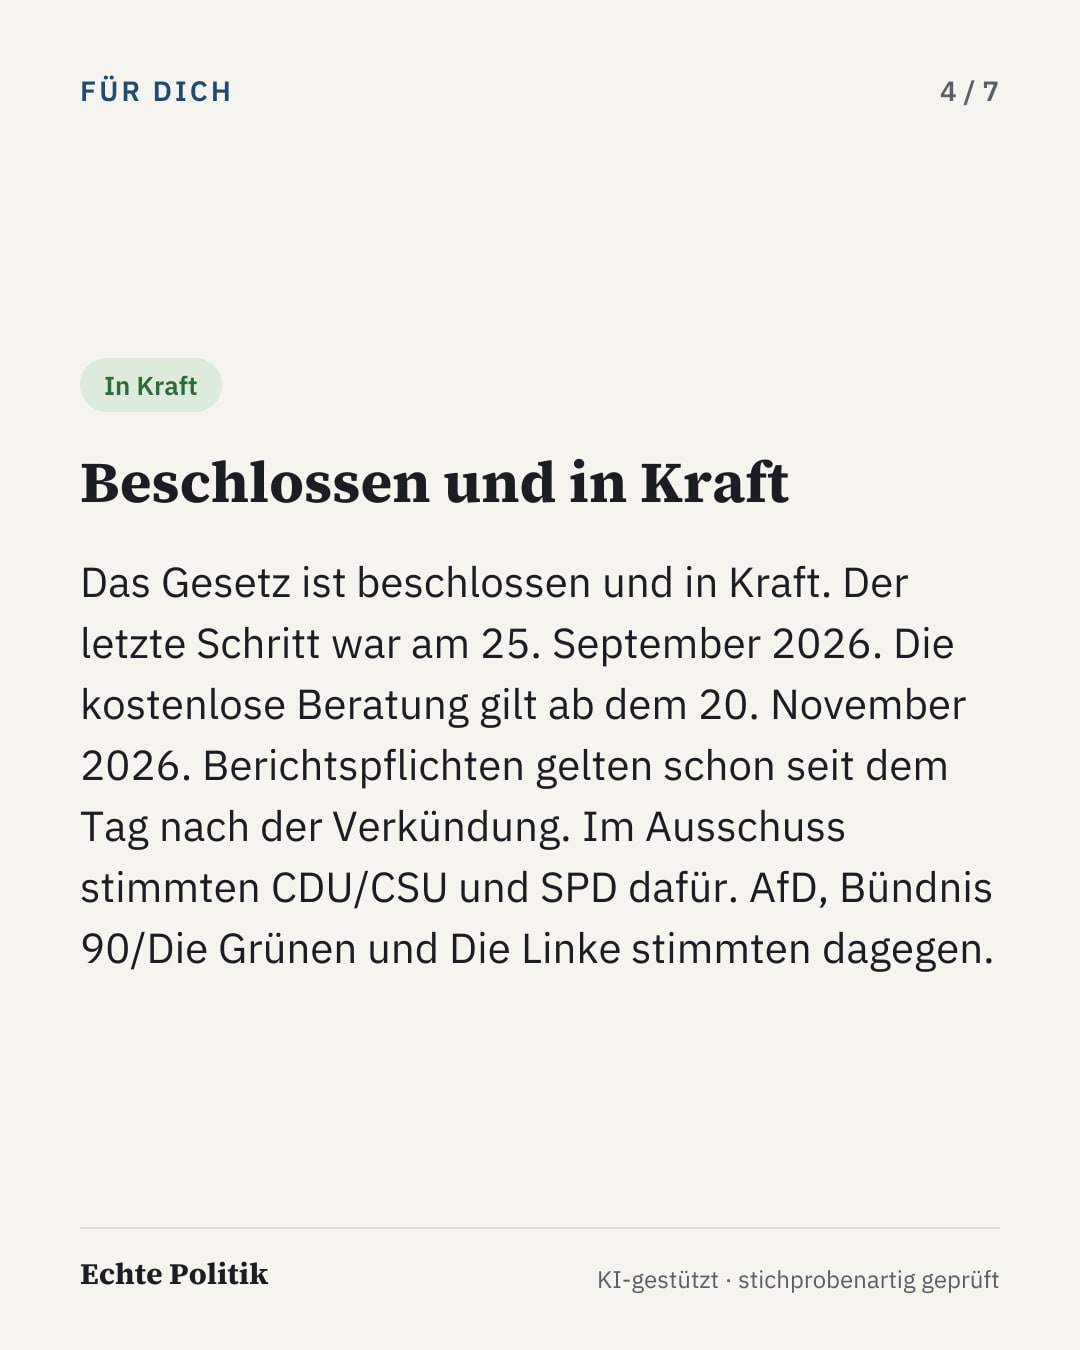 FÜR DICH
4 / 7
In Kraft
Beschlossen und in Kraft
Das Gesetz ist beschlossen und in Kraft. Der
letzte Schritt war am 25. September 2026. Die
kostenlose Beratung gilt ab dem 20. November
2026. Berichtspflichten gelten schon seit dem
Tag nach der Verkündung. Im Ausschuss
stimmten CDU/CSU und SPD dafür. AfD, Bündnis
90/Die Grünen und Die Linke stimmten dagegen.
Echte Politik
KI-gestützt · stichprobenartig geprüft